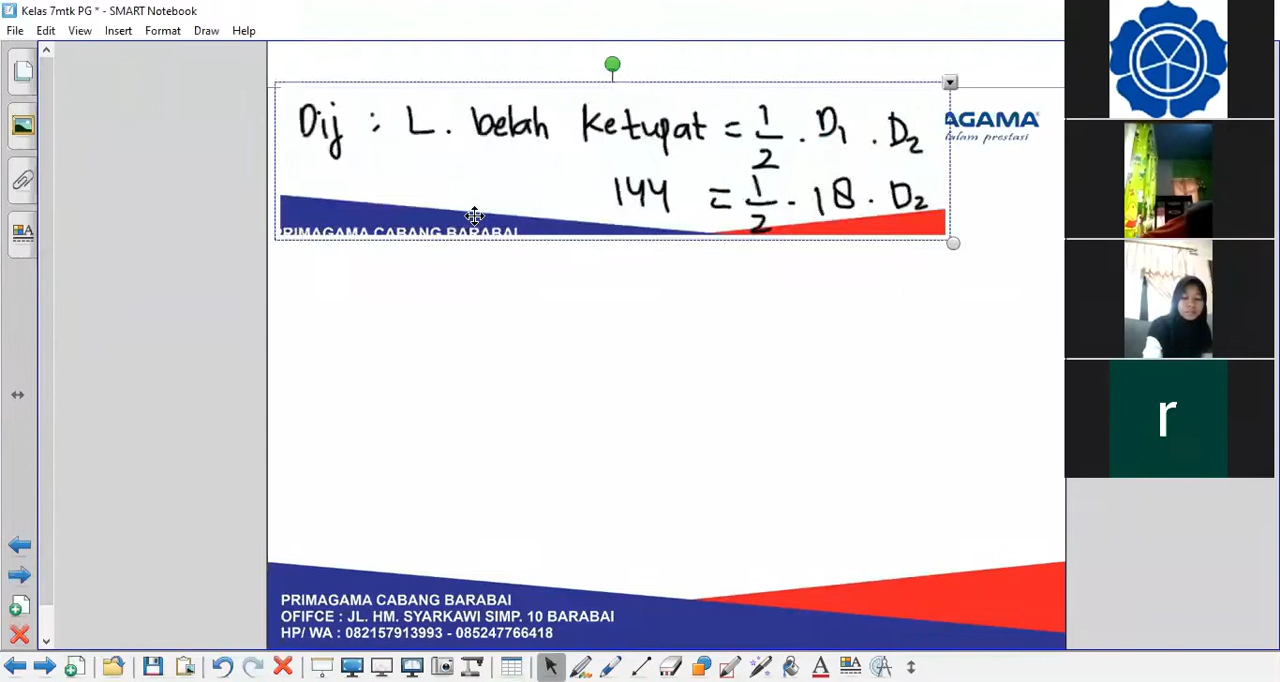 Kelas 7mtk PG * - SMART Notebook
File Edit View Insert Format Draw Help
Dij : L. belah ketupat = 1/2 . D1 . D2
144 = 1/2 . 18 . D2
AGAMA
dalam prestasi
PRIMAGAMA CABANG BARABAI
r
PRIMAGAMA CABANG BARABAI
OFIFCE : JL. HM. SYARKAWI SIMP. 10 BARABAI
HP/ WA : 082157913993 - 085247766418